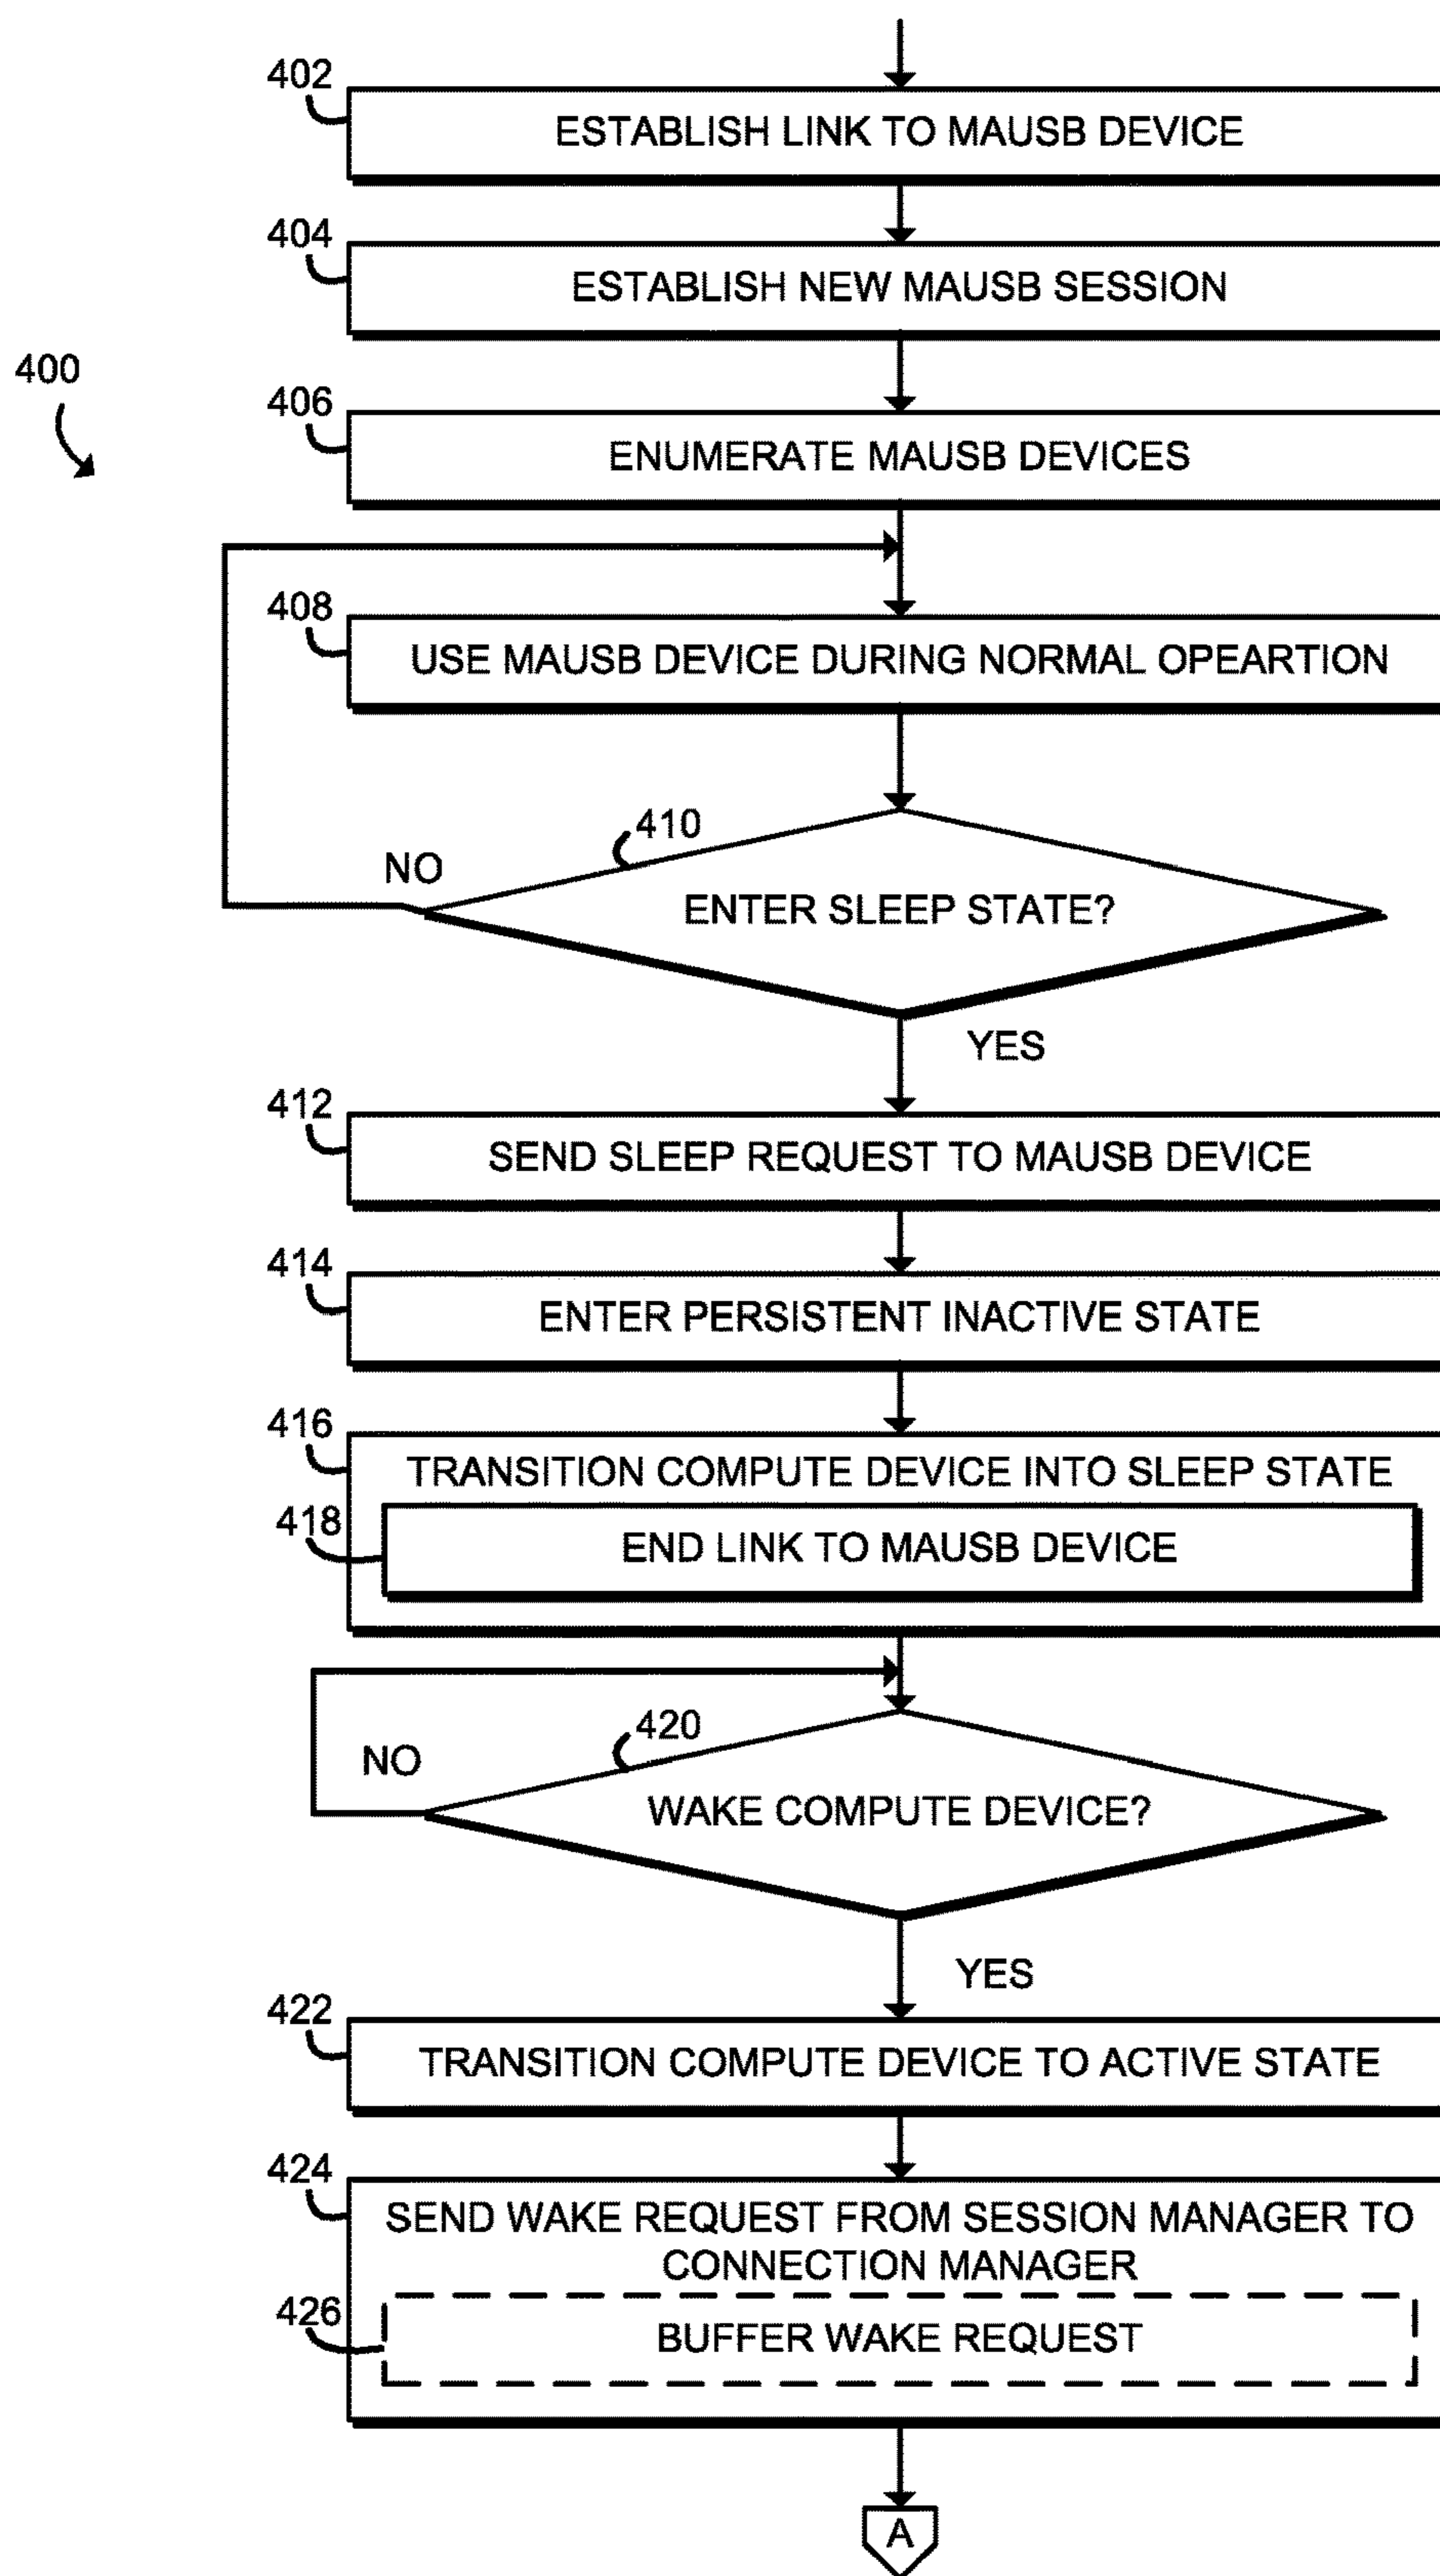 402
ESTABLISH LINK TO MAUSB DEVICE
404
ESTABLISH NEW MAUSB SESSION
400
406
ENUMERATE MAUSB DEVICES
408
USE MAUSB DEVICE DURING NORMAL OPEARTION
410
NO
ENTER SLEEP STATE?
YES
412
SEND SLEEP REQUEST TO MAUSB DEVICE
414
ENTER PERSISTENT INACTIVE STATE
416
TRANSITION COMPUTE DEVICE INTO SLEEP STATE
418
END LINK TO MAUSB DEVICE
420
NO
WAKE COMPUTE DEVICE?
YES
422
TRANSITION COMPUTE DEVICE TO ACTIVE STATE
424
SEND WAKE REQUEST FROM SESSION MANAGER TO
CONNECTION MANAGER
426
BUFFER WAKE REQUEST
A